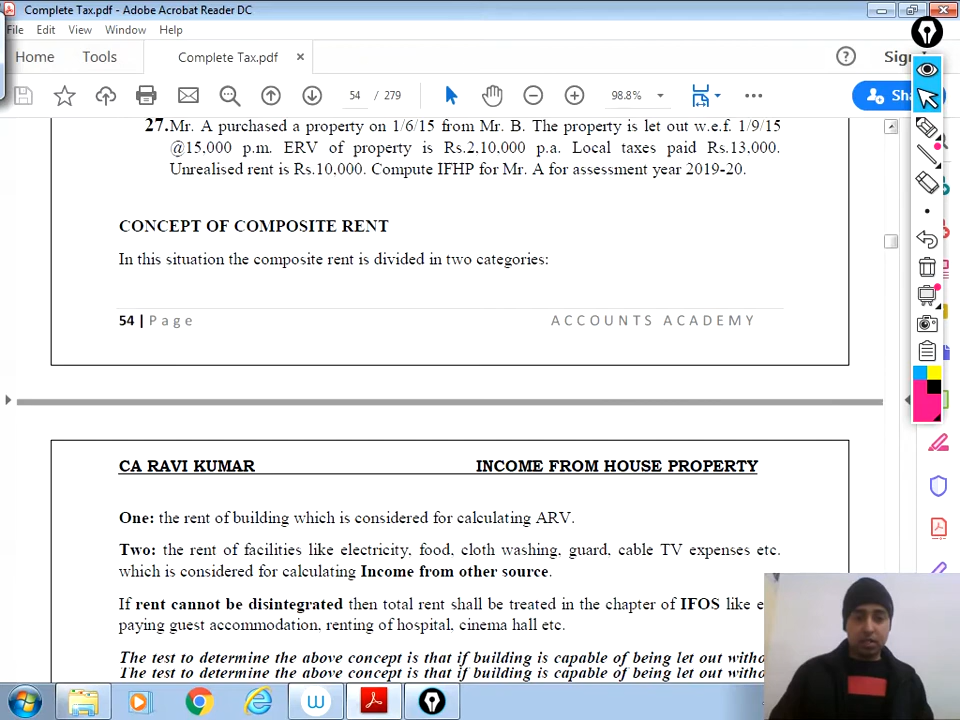 Complete Tax.pdf - Adobe Acrobat Reader DC
File Edit View Window Help
Home Tools Complete Tax.pdf × Sign
54 / 279 98.8% Sha
27. Mr. A purchased a property on 1/6/15 from Mr. B. The property is let out w.e.f. 1/9/15
@15,000 p.m. ERV of property is Rs.2,10,000 p.a. Local taxes paid Rs.13,000.
Unrealised rent is Rs.10,000. Compute IFHP for Mr. A for assessment year 2019-20.
CONCEPT OF COMPOSITE RENT
In this situation the composite rent is divided in two categories:
54 | Page ACCOUNTS ACADEMY
CA RAVI KUMAR INCOME FROM HOUSE PROPERTY
One: the rent of building which is considered for calculating ARV.
Two: the rent of facilities like electricity, food, cloth washing, guard, cable TV expenses etc.
which is considered for calculating Income from other source.
If rent cannot be disintegrated then total rent shall be treated in the chapter of IFOS like
paying guest accommodation, renting of hospital, cinema hall etc.
The test to determine the above concept is that if building is capable of being let out witho
The test to determine the above concept is that if building is capable of being let out witho